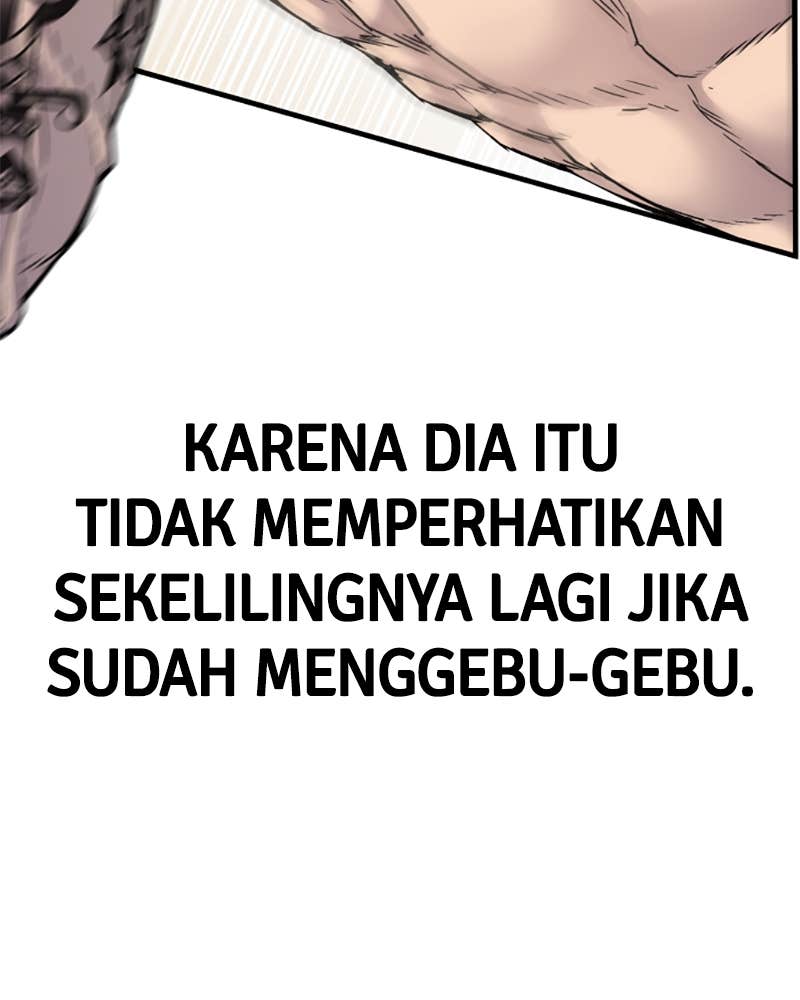 KARENA DIA ITU
TIDAK MEMPERHATIKAN
SEKELILINGNYA LAGI JIKA
SUDAH MENGGEBU-GEBU.